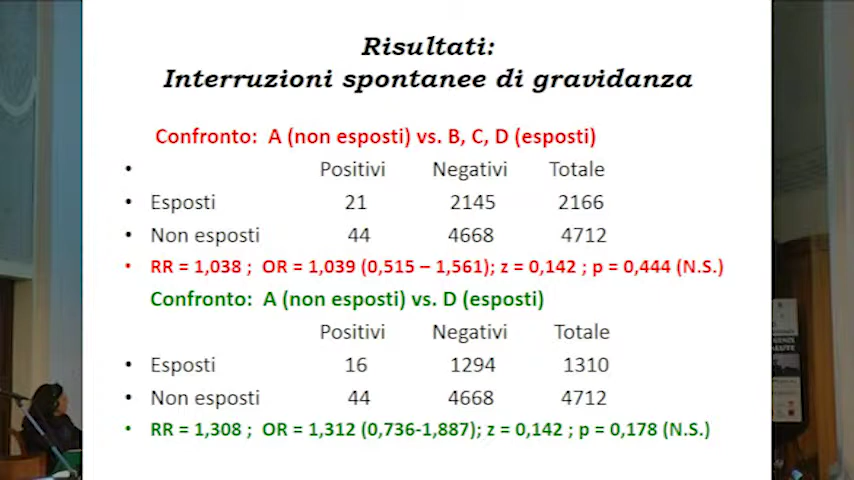 Risultati:
Interruzioni spontanee di gravidanza
Confronto: A (non esposti) vs. B, C, D (esposti)
• Positivi Negativi Totale
• Esposti 21 2145 2166
• Non esposti 44 4668 4712
• RR = 1,038 ; OR = 1,039 (0,515 – 1,561); z = 0,142 ; p = 0,444 (N.S.)
Confronto: A (non esposti) vs. D (esposti)
Positivi Negativi Totale
• Esposti 16 1294 1310
• Non esposti 44 4668 4712
• RR = 1,308 ; OR = 1,312 (0,736-1,887); z = 0,142 ; p = 0,178 (N.S.)